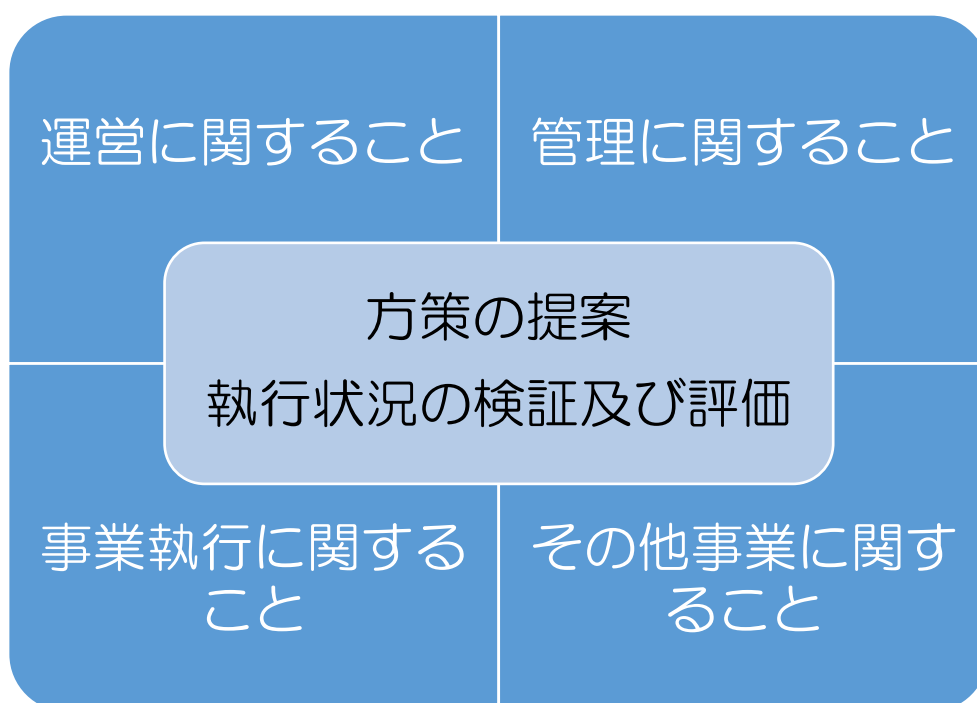 運営に関すること
管理に関すること
方策の提案
執行状況の検証及び評価
事業執行に関する
こと
その他事業に関す
ること